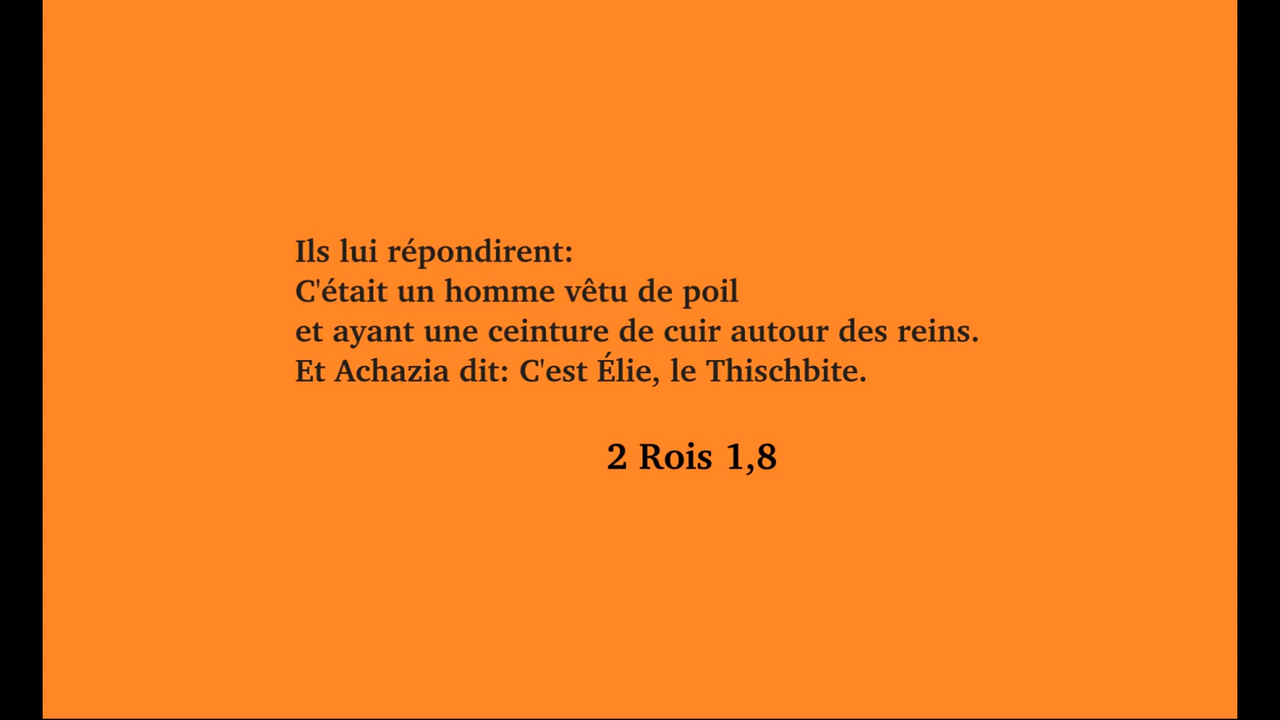 Ils lui répondirent:
C'était un homme vêtu de poil
et ayant une ceinture de cuir autour des reins.
Et Achazia dit: C'est Élie, le Thischbite.
2 Rois 1,8